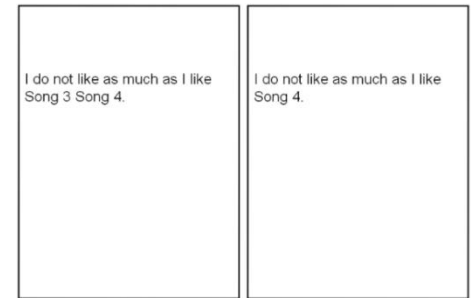 I do not like as much as I like
Song 3 Song 4.
I do not like as much as I like
Song 4.